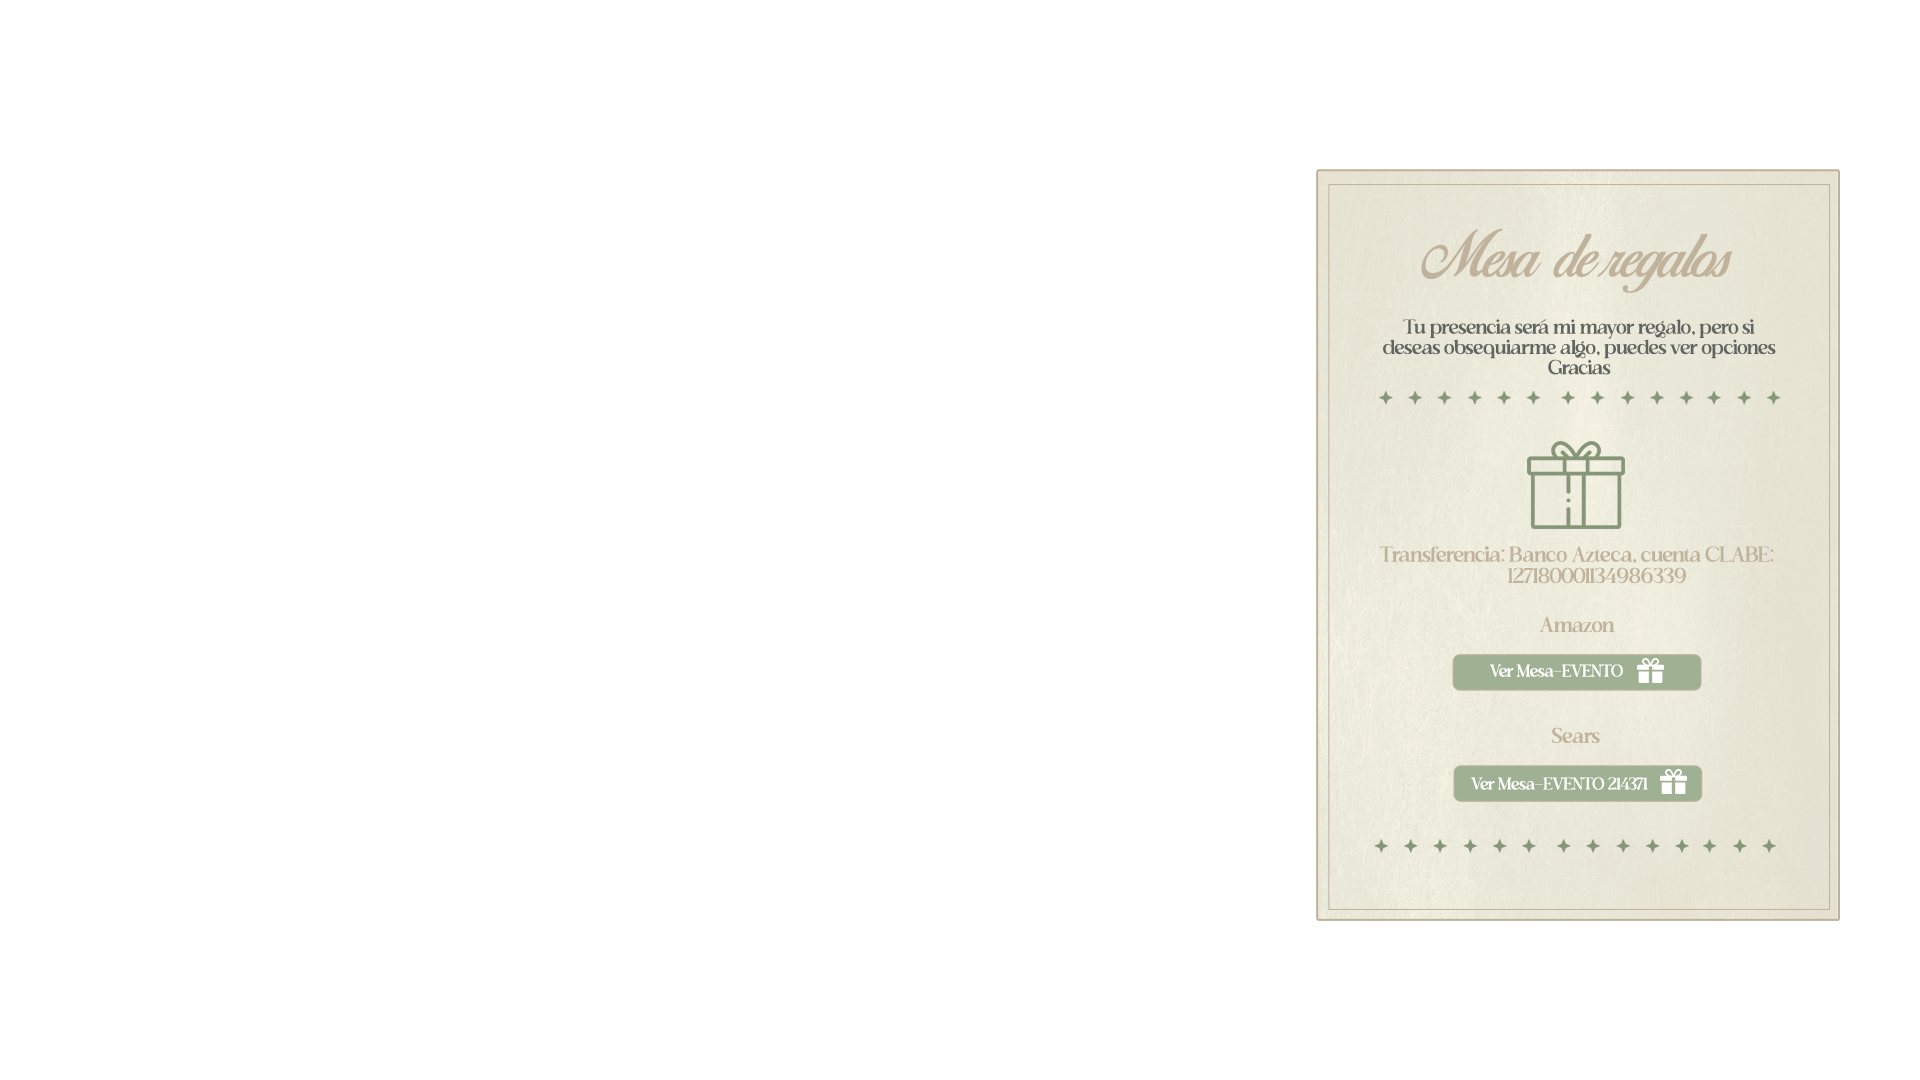 Mesa de regalos
Tu presencia será mi mayor regalo, pero si
deseas obsequiarme algo, puedes ver opciones
Gracias
Transferencia: Banco Azteca, cuenta CLABE:
127180001134986339
Amazon
Ver Mesa-EVENTO
Sears
Ver Mesa-EVENTO 214371